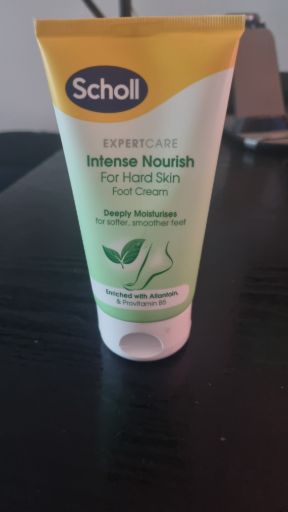 Scholl
EXPERTCARE
Intense Nourish
For Hard Skin
Foot Cream
Deeply Moisturises
for softer, smoother feet
Enriched with Allantoin,
& Provitamin B5